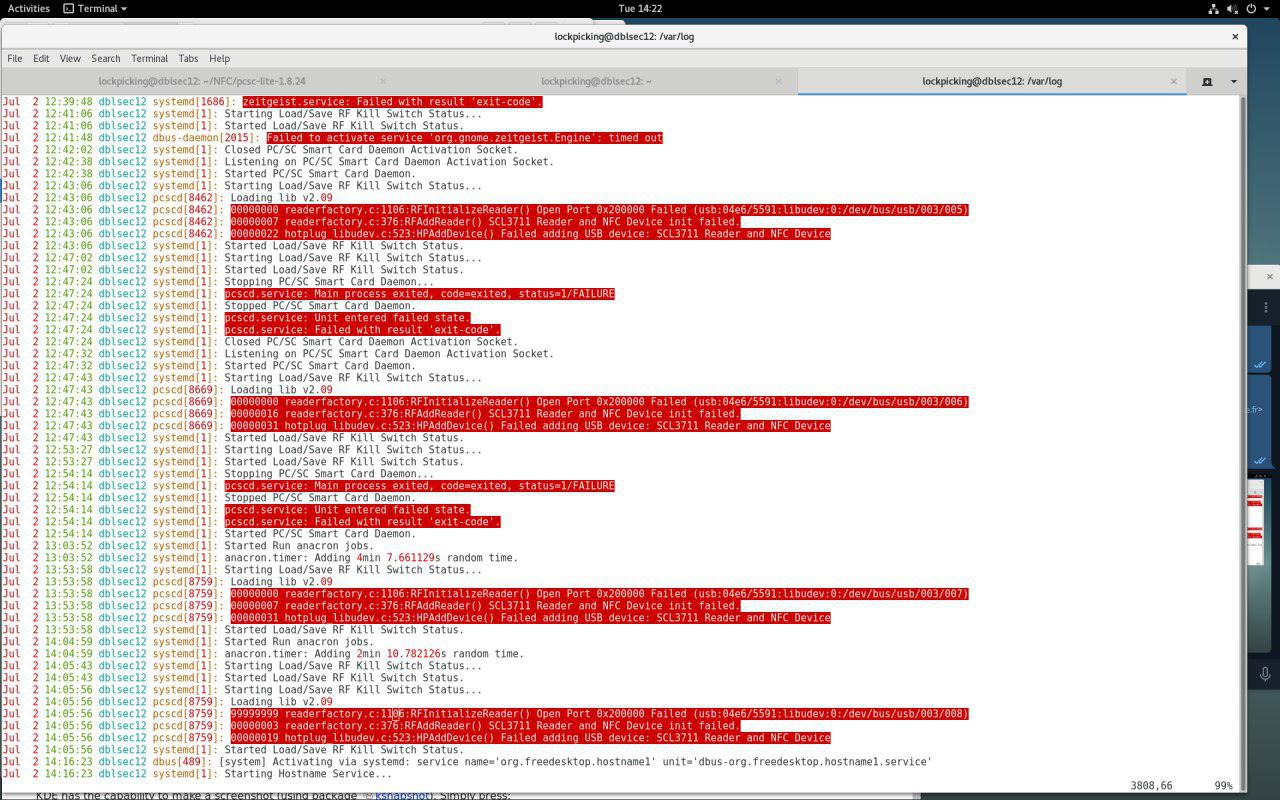 Activities Terminal Tue 14:22
lockpicking@dblsec12: /var/log
File Edit View Search Terminal Tabs Help
lockpicking@dblsec12: ~/NFC/pcsc-lite-1.8.24 lockpicking@dblsec12: ~ lockpicking@dblsec12: /var/log
Jul  2 12:39:48 dblsec12 systemd[1686]: zeitgeist.service: Failed with result 'exit-code'.
Jul  2 12:41:06 dblsec12 systemd[1]: Starting Load/Save RF Kill Switch Status...
Jul  2 12:41:06 dblsec12 systemd[1]: Started Load/Save RF Kill Switch Status.
Jul  2 12:41:48 dblsec12 dbus-daemon[2015]: Failed to activate service 'org.gnome.zeitgeist.Engine': timed out
Jul  2 12:42:02 dblsec12 systemd[1]: Closed PC/SC Smart Card Daemon Activation Socket.
Jul  2 12:42:38 dblsec12 systemd[1]: Listening on PC/SC Smart Card Daemon Activation Socket.
Jul  2 12:42:38 dblsec12 systemd[1]: Started PC/SC Smart Card Daemon.
Jul  2 12:43:06 dblsec12 systemd[1]: Starting Load/Save RF Kill Switch Status...
Jul  2 12:43:06 dblsec12 pcscd[8462]: Loading lib v2.09
Jul  2 12:43:06 dblsec12 pcscd[8462]: 00000000 readerfactory.c:1106:RFInitializeReader() Open Port 0x200000 Failed (usb:04e6/5591:libudev:0:/dev/bus/usb/003/005)
Jul  2 12:43:06 dblsec12 pcscd[8462]: 00000007 readerfactory.c:376:RFAddReader() SCL3711 Reader and NFC Device init failed.
Jul  2 12:43:06 dblsec12 pcscd[8462]: 00000022 hotplug_libudev.c:523:HPAddDevice() Failed adding USB device: SCL3711 Reader and NFC Device
Jul  2 12:43:06 dblsec12 systemd[1]: Started Load/Save RF Kill Switch Status.
Jul  2 12:47:02 dblsec12 systemd[1]: Starting Load/Save RF Kill Switch Status...
Jul  2 12:47:02 dblsec12 systemd[1]: Started Load/Save RF Kill Switch Status.
Jul  2 12:47:24 dblsec12 systemd[1]: Stopping PC/SC Smart Card Daemon...
Jul  2 12:47:24 dblsec12 systemd[1]: pcscd.service: Main process exited, code=exited, status=1/FAILURE
Jul  2 12:47:24 dblsec12 systemd[1]: Stopped PC/SC Smart Card Daemon.
Jul  2 12:47:24 dblsec12 systemd[1]: pcscd.service: Unit entered failed state.
Jul  2 12:47:24 dblsec12 systemd[1]: pcscd.service: Failed with result 'exit-code'.
Jul  2 12:47:24 dblsec12 systemd[1]: Closed PC/SC Smart Card Daemon Activation Socket.
Jul  2 12:47:32 dblsec12 systemd[1]: Listening on PC/SC Smart Card Daemon Activation Socket.
Jul  2 12:47:32 dblsec12 systemd[1]: Started PC/SC Smart Card Daemon.
Jul  2 12:47:43 dblsec12 systemd[1]: Starting Load/Save RF Kill Switch Status...
Jul  2 12:47:43 dblsec12 pcscd[8669]: Loading lib v2.09
Jul  2 12:47:43 dblsec12 pcscd[8669]: 00000000 readerfactory.c:1106:RFInitializeReader() Open Port 0x200000 Failed (usb:04e6/5591:libudev:0:/dev/bus/usb/003/006)
Jul  2 12:47:43 dblsec12 pcscd[8669]: 00000016 readerfactory.c:376:RFAddReader() SCL3711 Reader and NFC Device init failed.
Jul  2 12:47:43 dblsec12 pcscd[8669]: 00000031 hotplug_libudev.c:523:HPAddDevice() Failed adding USB device: SCL3711 Reader and NFC Device
Jul  2 12:47:43 dblsec12 systemd[1]: Started Load/Save RF Kill Switch Status.
Jul  2 12:53:27 dblsec12 systemd[1]: Starting Load/Save RF Kill Switch Status...
Jul  2 12:53:27 dblsec12 systemd[1]: Started Load/Save RF Kill Switch Status.
Jul  2 12:54:14 dblsec12 systemd[1]: Stopping PC/SC Smart Card Daemon...
Jul  2 12:54:14 dblsec12 systemd[1]: pcscd.service: Main process exited, code=exited, status=1/FAILURE
Jul  2 12:54:14 dblsec12 systemd[1]: Stopped PC/SC Smart Card Daemon.
Jul  2 12:54:14 dblsec12 systemd[1]: pcscd.service: Unit entered failed state.
Jul  2 12:54:14 dblsec12 systemd[1]: pcscd.service: Failed with result 'exit-code'.
Jul  2 12:54:14 dblsec12 systemd[1]: Started PC/SC Smart Card Daemon.
Jul  2 13:03:52 dblsec12 systemd[1]: Started Run anacron jobs.
Jul  2 13:03:52 dblsec12 systemd[1]: anacron.timer: Adding 4min 7.661129s random time.
Jul  2 13:53:58 dblsec12 systemd[1]: Starting Load/Save RF Kill Switch Status...
Jul  2 13:53:58 dblsec12 pcscd[8759]: Loading lib v2.09
Jul  2 13:53:58 dblsec12 pcscd[8759]: 00000000 readerfactory.c:1106:RFInitializeReader() Open Port 0x200000 Failed (usb:04e6/5591:libudev:0:/dev/bus/usb/003/007)
Jul  2 13:53:58 dblsec12 pcscd[8759]: 00000007 readerfactory.c:376:RFAddReader() SCL3711 Reader and NFC Device init failed.
Jul  2 13:53:58 dblsec12 pcscd[8759]: 00000031 hotplug_libudev.c:523:HPAddDevice() Failed adding USB device: SCL3711 Reader and NFC Device
Jul  2 13:53:58 dblsec12 systemd[1]: Started Load/Save RF Kill Switch Status.
Jul  2 14:04:59 dblsec12 systemd[1]: Started Run anacron jobs.
Jul  2 14:04:59 dblsec12 systemd[1]: anacron.timer: Adding 2min 10.782126s random time.
Jul  2 14:05:43 dblsec12 systemd[1]: Starting Load/Save RF Kill Switch Status...
Jul  2 14:05:43 dblsec12 systemd[1]: Started Load/Save RF Kill Switch Status.
Jul  2 14:05:56 dblsec12 systemd[1]: Starting Load/Save RF Kill Switch Status...
Jul  2 14:05:56 dblsec12 pcscd[8759]: Loading lib v2.09
Jul  2 14:05:56 dblsec12 pcscd[8759]: 99999999 readerfactory.c:1106:RFInitializeReader() Open Port 0x200000 Failed (usb:04e6/5591:libudev:0:/dev/bus/usb/003/008)
Jul  2 14:05:56 dblsec12 pcscd[8759]: 00000003 readerfactory.c:376:RFAddReader() SCL3711 Reader and NFC Device init failed.
Jul  2 14:05:56 dblsec12 pcscd[8759]: 00000019 hotplug_libudev.c:523:HPAddDevice() Failed adding USB device: SCL3711 Reader and NFC Device
Jul  2 14:05:56 dblsec12 systemd[1]: Started Load/Save RF Kill Switch Status.
Jul  2 14:16:23 dblsec12 dbus[489]: [system] Activating via systemd: service name='org.freedesktop.hostname1' unit='dbus-org.freedesktop.hostname1.service'
Jul  2 14:16:23 dblsec12 systemd[1]: Starting Hostname Service...
3808,66 99%
KDE has the capability to make a screenshot (using package ksnapshot). Simply press: